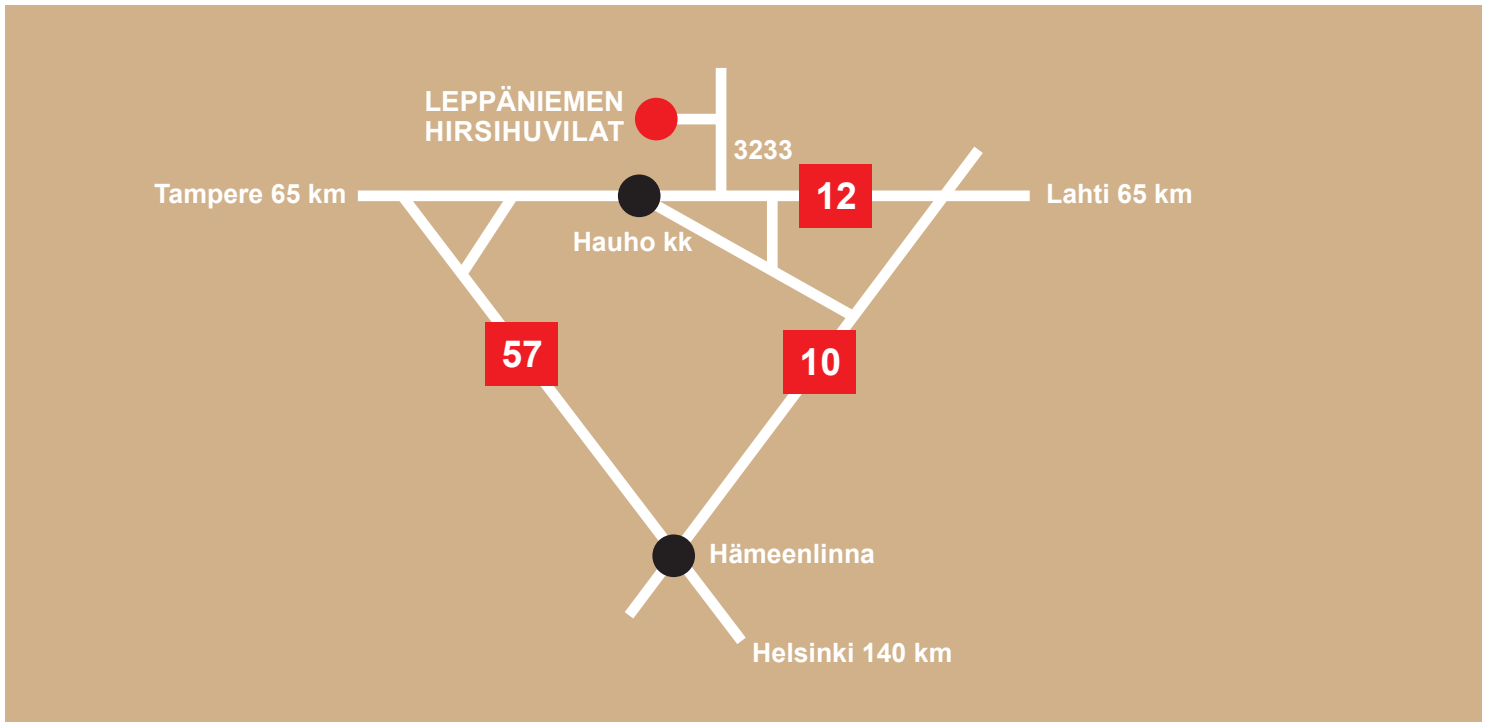 LEPPÄNIEMEN
HIRSIHUVILAT
3233
Tampere 65 km
12
Lahti 65 km
Hauho kk
57
10
Hämeenlinna
Helsinki 140 km